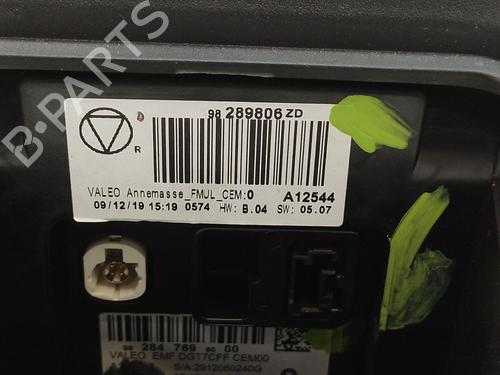 B-PARTS
98 289806 ZD
R
VALEO Annemasse_FMUL_CEM:0 A12544
09/12/19 15:19 0574 HW: B.04 SW: 05.07
98 284 769 80 00
VALEO EMF DGT7CFF CEM00
S/A:2912060240G